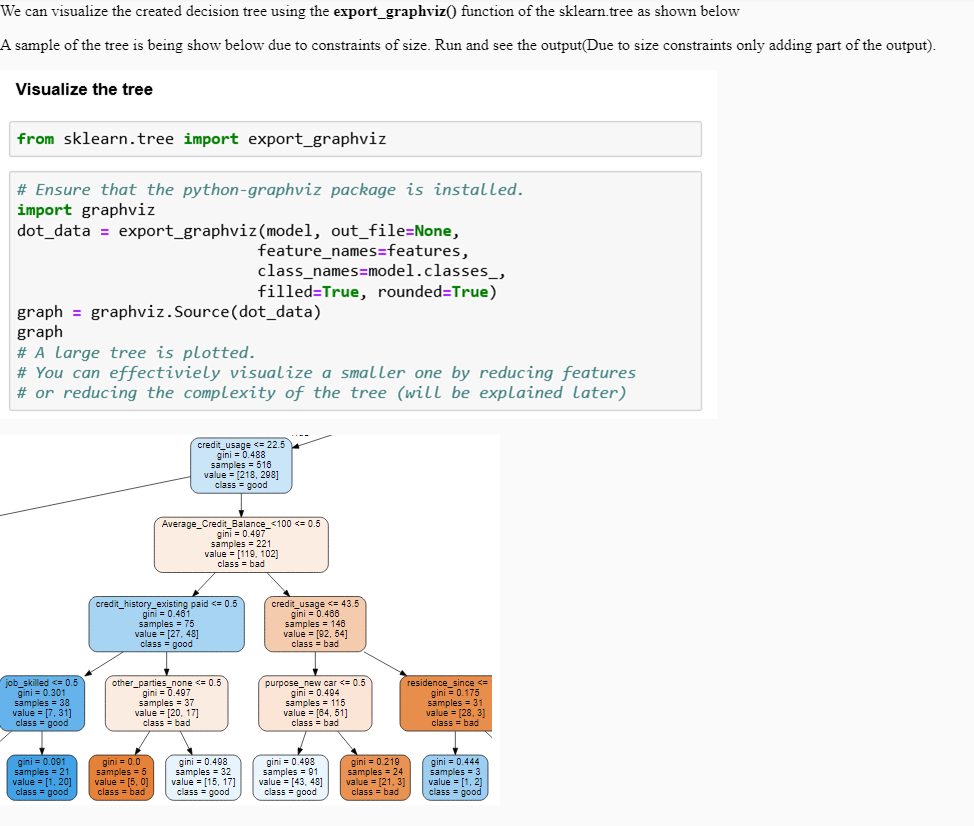 We can visualize the created decision tree using the export_graphviz() function of the sklearn.tree as shown below
A sample of the tree is being show below due to constraints of size. Run and see the output(Due to size constraints only adding part of the output).
Visualize the tree
from sklearn.tree import export_graphviz
# Ensure that the python-graphviz package is installed.
import graphviz
dot_data = export_graphviz(model, out_file=None,
feature_names=features,
class_names=model.classes_,
filled=True, rounded=True)
graph = graphviz.Source(dot_data)
graph
# A large tree is plotted.
# You can effectiviely visualize a smaller one by reducing features
# or reducing the complexity of the tree (will be explained later)
credit_usage <= 22.5
gini = 0.488
samples = 516
value = [218, 298]
class = good
Average_Credit_Balance_<100 <= 0.5
gini = 0.497
samples = 221
value = [119, 102]
class = bad
credit_history_existing paid <= 0.5
gini = 0.461
samples = 75
value = [27, 48]
class = good
credit_usage <= 43.5
gini = 0.466
samples = 146
value = [92, 54]
class = bad
job_skilled <= 0.5
gini = 0.301
samples = 38
value = [7, 31]
class = good
other_parties_none <= 0.5
gini = 0.497
samples = 37
value = [20, 17]
class = bad
purpose_new car <= 0.5
gini = 0.494
samples = 115
value = [64, 51]
class = bad
residence_since <=
gini = 0.175
samples = 31
value = [28, 3]
class = bad
gini = 0.091
samples = 21
value = [1, 20]
class = good
gini = 0.0
samples = 5
value = [5, 0]
class = bad
gini = 0.498
samples = 32
value = [15, 17]
class = good
gini = 0.498
samples = 91
value = [43, 48]
class = good
gini = 0.219
samples = 24
value = [21, 3]
class = bad
gini = 0.444
samples = 3
value = [1, 2]
class = good